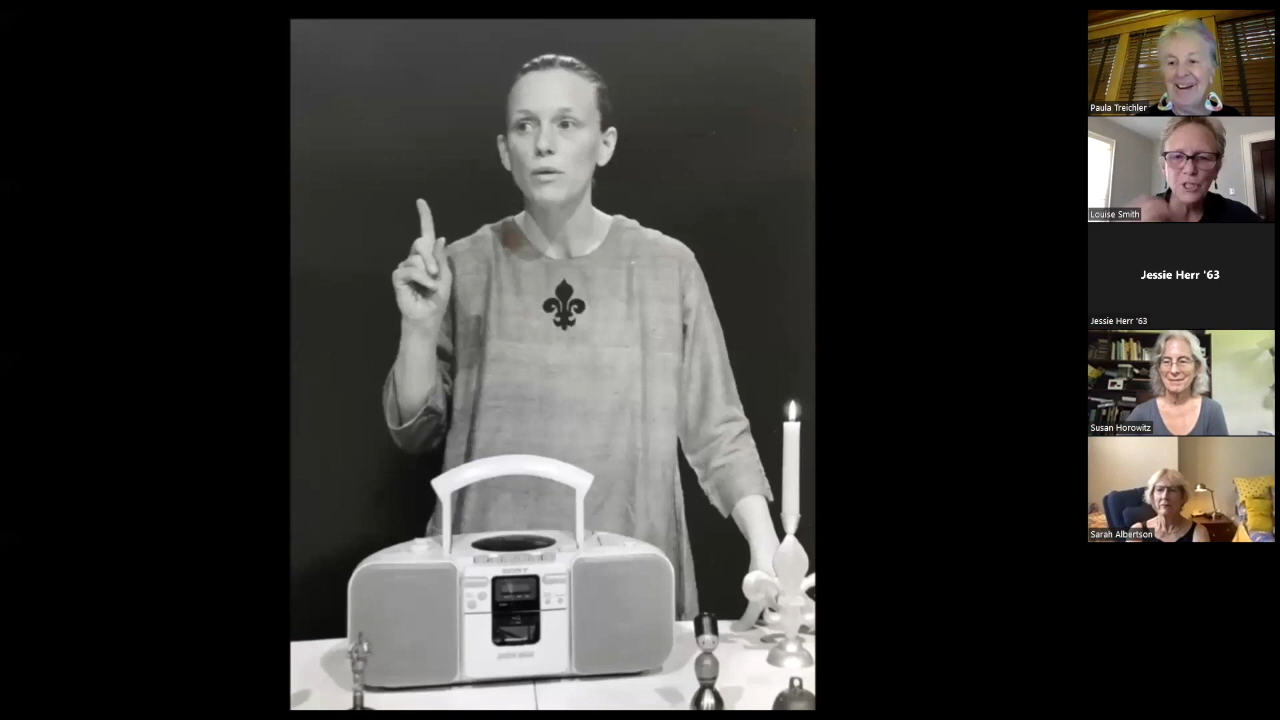 Paula Treichler
Louise Smith
Jessie Herr '63
Jessie Herr '63
Susan Horowitz
Sarah Albertson
SONY